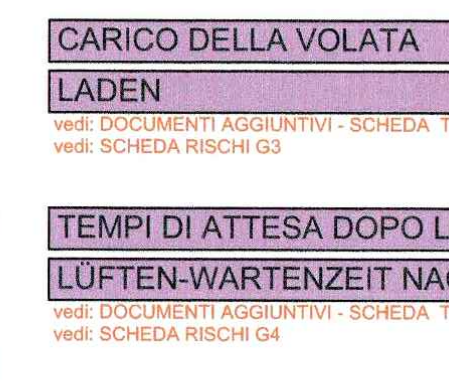 CARICO DELLA VOLATA
LADEN
vedi: DOCUMENTI AGGIUNTIVI - SCHEDA
vedi: SCHEDA RISCHI G3
TEMPI DI ATTESA DOPO
LÜFTEN-WARTENZEIT
vedi: DOCUMENTI AGGIUNTIVI - SCHEDA
vedi: SCHEDA RISCHI G4